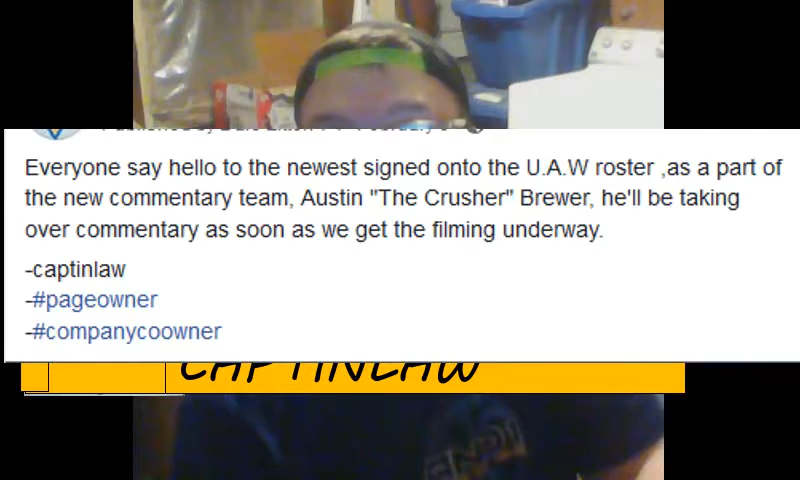 Everyone say hello to the newest signed onto the U.A.W roster ,as a part of
the new commentary team, Austin "The Crusher" Brewer, he'll be taking
over commentary as soon as we get the filming underway.
-captinlaw
-#pageowner
-#companycoowner
CAPTINLAW